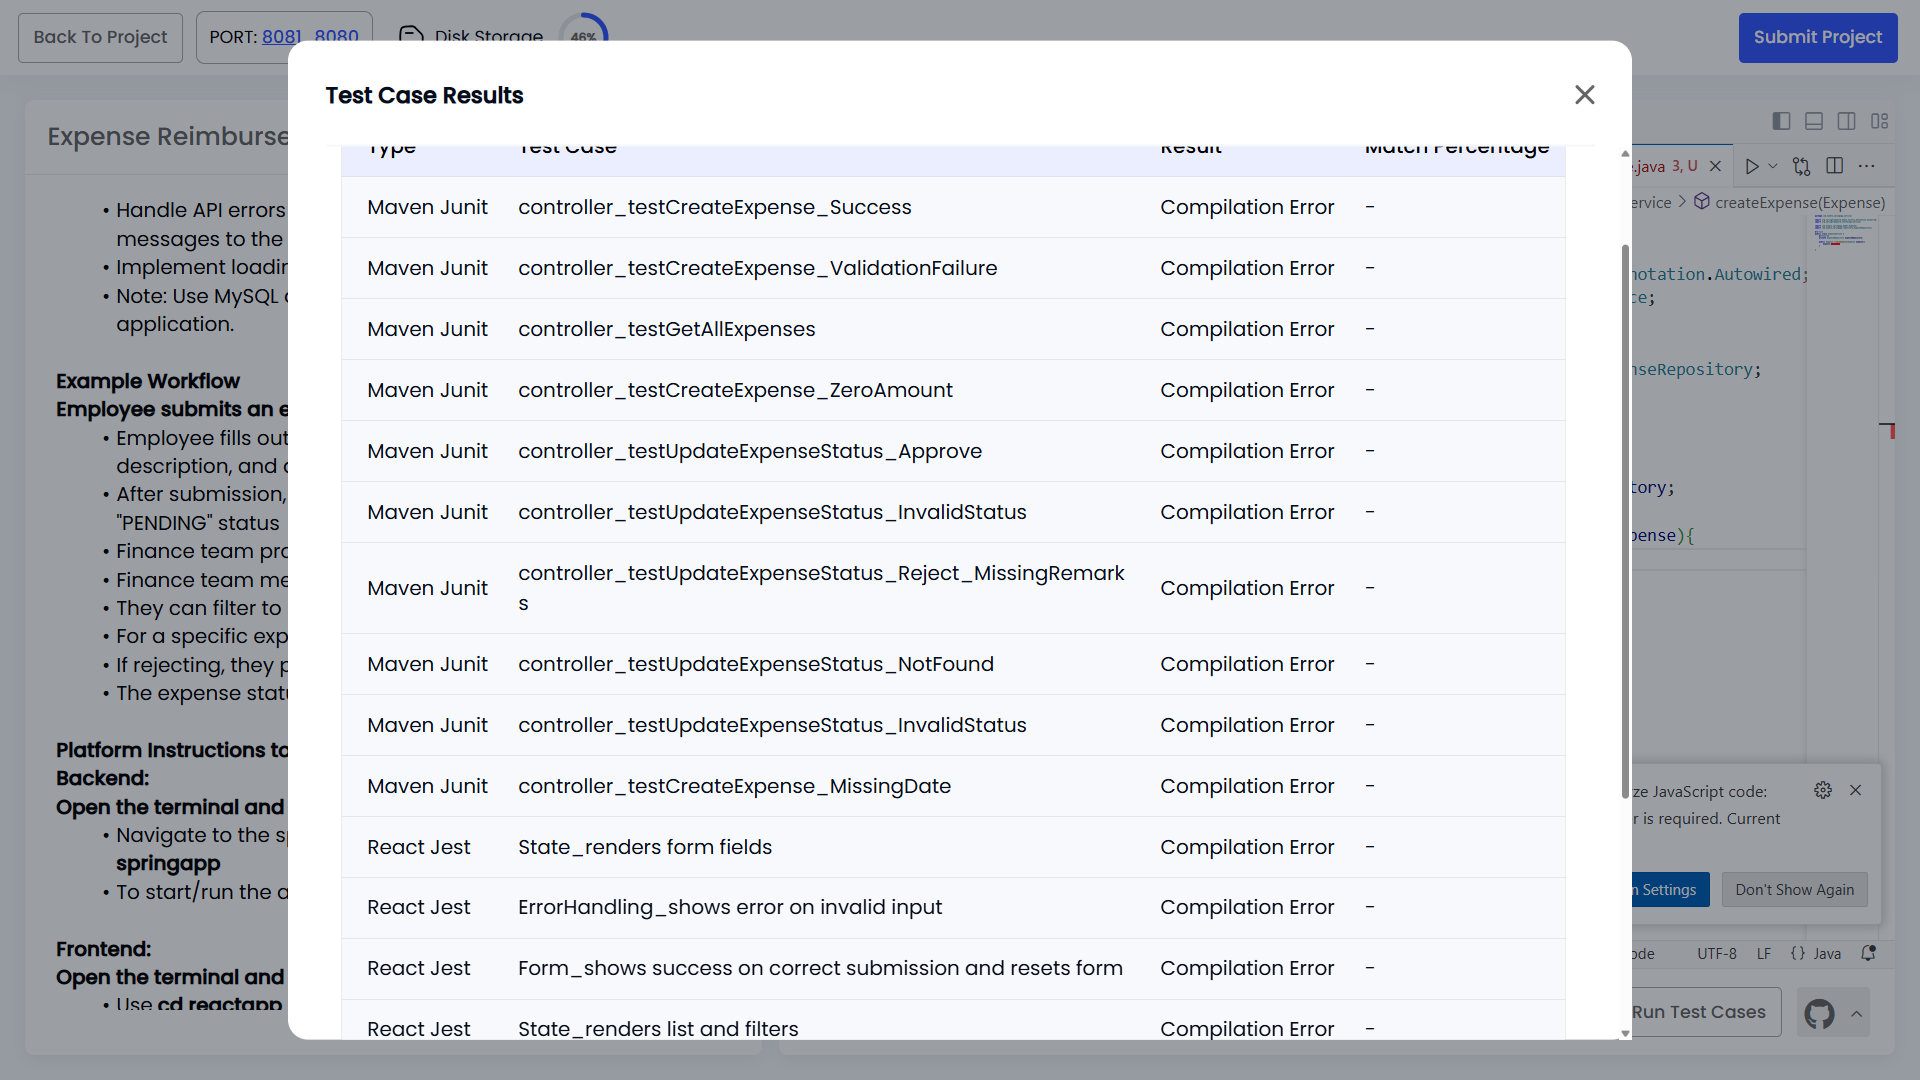 Back To Project
PORT: 8081 8080
Disk Storage
46%
Submit Project
Test Case Results
Expense Reimburse
Type Test Case Result Match Percentage
Maven Junit controller_testCreateExpense_Success Compilation Error -
Maven Junit controller_testCreateExpense_ValidationFailure Compilation Error -
Maven Junit controller_testGetAllExpenses Compilation Error -
Maven Junit controller_testCreateExpense_ZeroAmount Compilation Error -
Maven Junit controller_testUpdateExpenseStatus_Approve Compilation Error -
Maven Junit controller_testUpdateExpenseStatus_InvalidStatus Compilation Error -
Maven Junit controller_testUpdateExpenseStatus_Reject_MissingRemark
s Compilation Error -
Maven Junit controller_testUpdateExpenseStatus_NotFound Compilation Error -
Maven Junit controller_testUpdateExpenseStatus_InvalidStatus Compilation Error -
Maven Junit controller_testCreateExpense_MissingDate Compilation Error -
React Jest State_renders form fields Compilation Error -
React Jest ErrorHandling_shows error on invalid input Compilation Error -
React Jest Form_shows success on correct submission and resets form Compilation Error -
React Jest State_renders list and filters Compilation Error -
• Handle API errors
messages to the
• Implement loadin
• Note: Use MySQL
application.
Example Workflow
Employee submits an e
• Employee fills out
description, and
• After submission,
"PENDING" status
• Finance team pro
• Finance team me
• They can filter to
• For a specific exp
• If rejecting, they p
• The expense statu
Platform Instructions to
Backend:
Open the terminal and
• Navigate to the sp
springapp
• To start/run the a
Frontend:
Open the terminal and
• Use cd reactapp
.java 3, U
ervice > createExpense(Expense)
notation.Autowired;
ce;
nseRepository;
tory;
pense){
ze JavaScript code:
r is required. Current
n Settings
Don't Show Again
ode UTF-8 LF {} Java
Run Test Cases